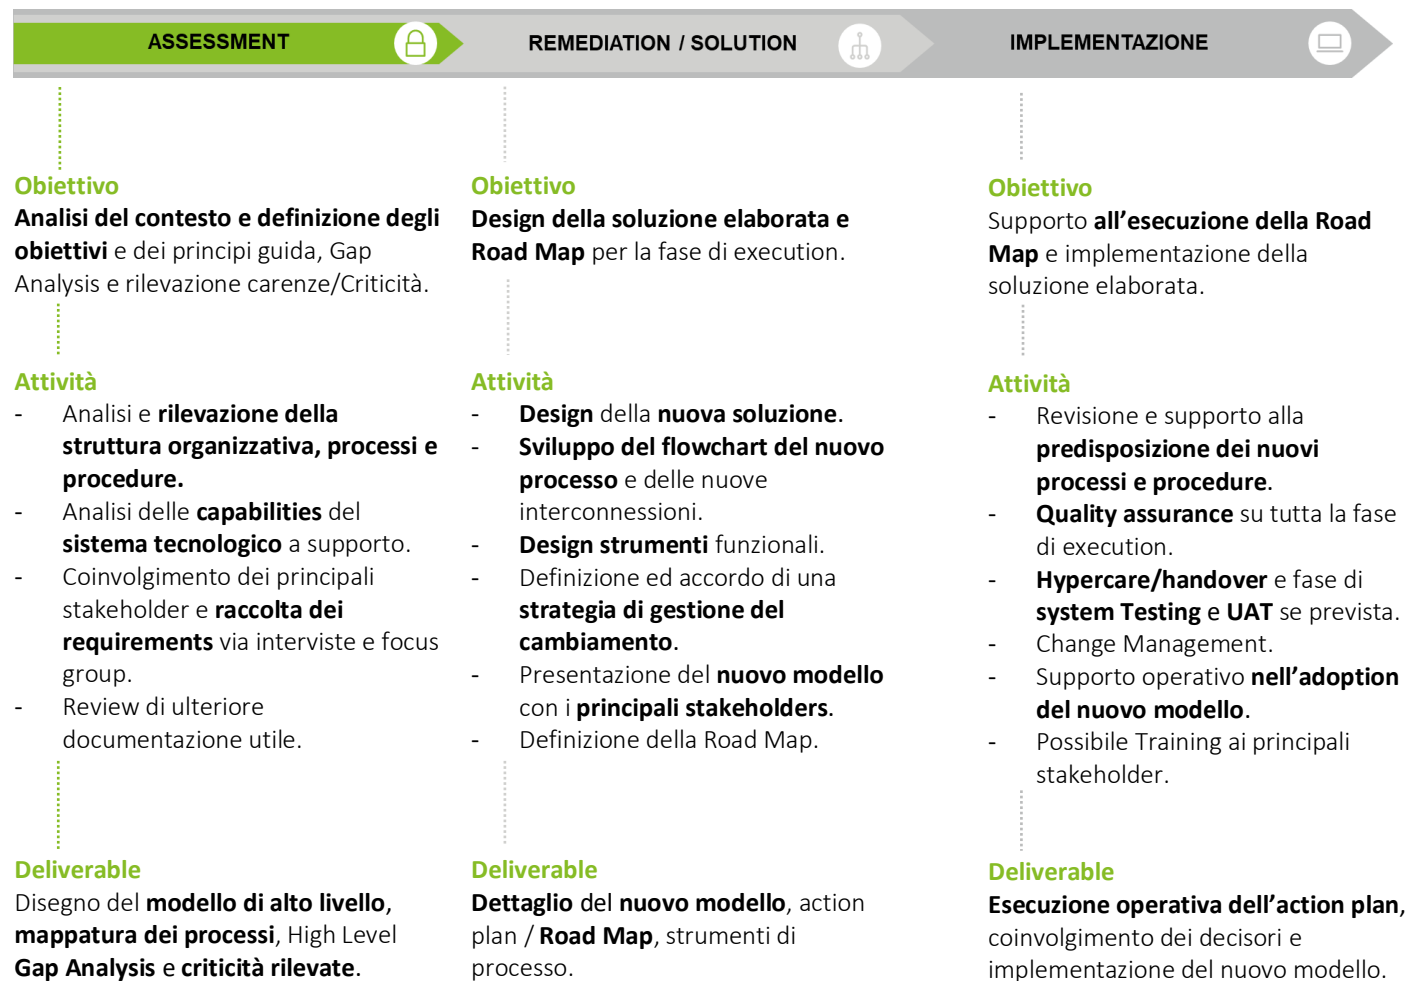 ASSESSMENT
REMEDIATION / SOLUTION
IMPLEMENTAZIONE
Obiettivo
Analisi del contesto e definizione degli
obiettivi e dei principi guida, Gap
Analysis e rilevazione carenze/Criticità.
Attività
- Analisi e rilevazione della
struttura organizzativa, processi e
procedure.
- Analisi delle capabilities del
sistema tecnologico a supporto.
- Coinvolgimento dei principali
stakeholder e raccolta dei
requirements via interviste e focus
group.
- Review di ulteriore
documentazione utile.
Deliverable
Disegno del modello di alto livello,
mappatura dei processi, High Level
Gap Analysis e criticità rilevate.
Obiettivo
Design della soluzione elaborata e
Road Map per la fase di execution.
Attività
- Design della nuova soluzione.
- Sviluppo del flowchart del nuovo
processo e delle nuove
interconnessioni.
- Design strumenti funzionali.
- Definizione ed accordo di una
strategia di gestione del
cambiamento.
- Presentazione del nuovo modello
con i principali stakeholders.
- Definizione della Road Map.
Deliverable
Dettaglio del nuovo modello, action
plan / Road Map, strumenti di
processo.
Obiettivo
Supporto all’esecuzione della Road
Map e implementazione della
soluzione elaborata.
Attività
- Revisione e supporto alla
predisposizione dei nuovi
processi e procedure.
- Quality assurance su tutta la fase
di execution.
- Hypercare/handover e fase di
system Testing e UAT se prevista.
- Change Management.
- Supporto operativo nell’adoption
del nuovo modello.
- Possibile Training ai principali
stakeholder.
Deliverable
Esecuzione operativa dell’action plan,
coinvolgimento dei decisori e
implementazione del nuovo modello.